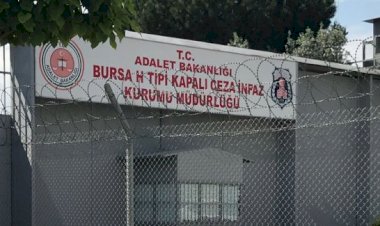 T.C.
ADALET BAKANLIĞI
BURSA H TİPİ KAPALI CEZA İNFAZ
KURUMU MÜDÜRLÜĞÜ